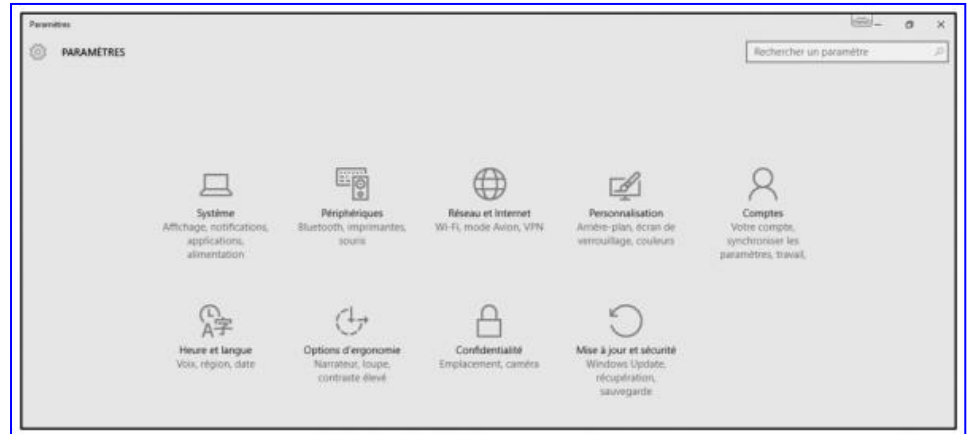 Paramètres
PARAMÈTRES
Rechercher un paramètre
Système
Affichage, notifications,
applications,
alimentation
Périphériques
Bluetooth, imprimantes,
souris
Réseau et Internet
Wi-Fi, mode Avion, VPN
Personnalisation
Arrière-plan, écran de
verrouillage, couleurs
Comptes
Votre compte,
synchroniser les
paramètres, travail,
Heure et langue
Voix, région, date
Options d'ergonomie
Narrateur, loupe,
contraste élevé
Confidentialité
Emplacement, caméra
Mise à jour et sécurité
Windows Update,
récupération,
sauvegarde